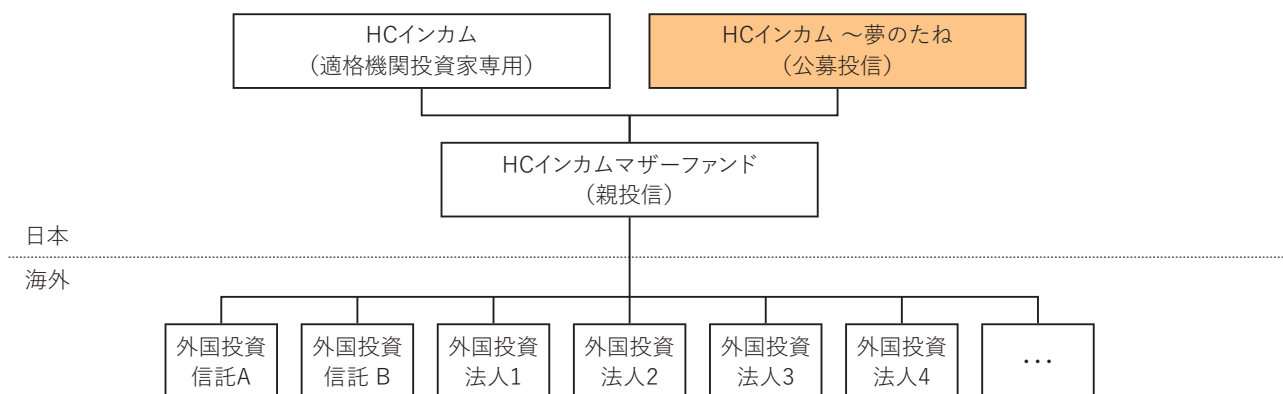 HCインカム
（適格機関投資家専用）
HCインカム ～夢のたね
（公募投信）
HCインカムマザーファンド
（親投信）
日本
海外
外国投資
信託A
外国投資
信託 B
外国投資
法人1
外国投資
法人2
外国投資
法人3
外国投資
法人4
…